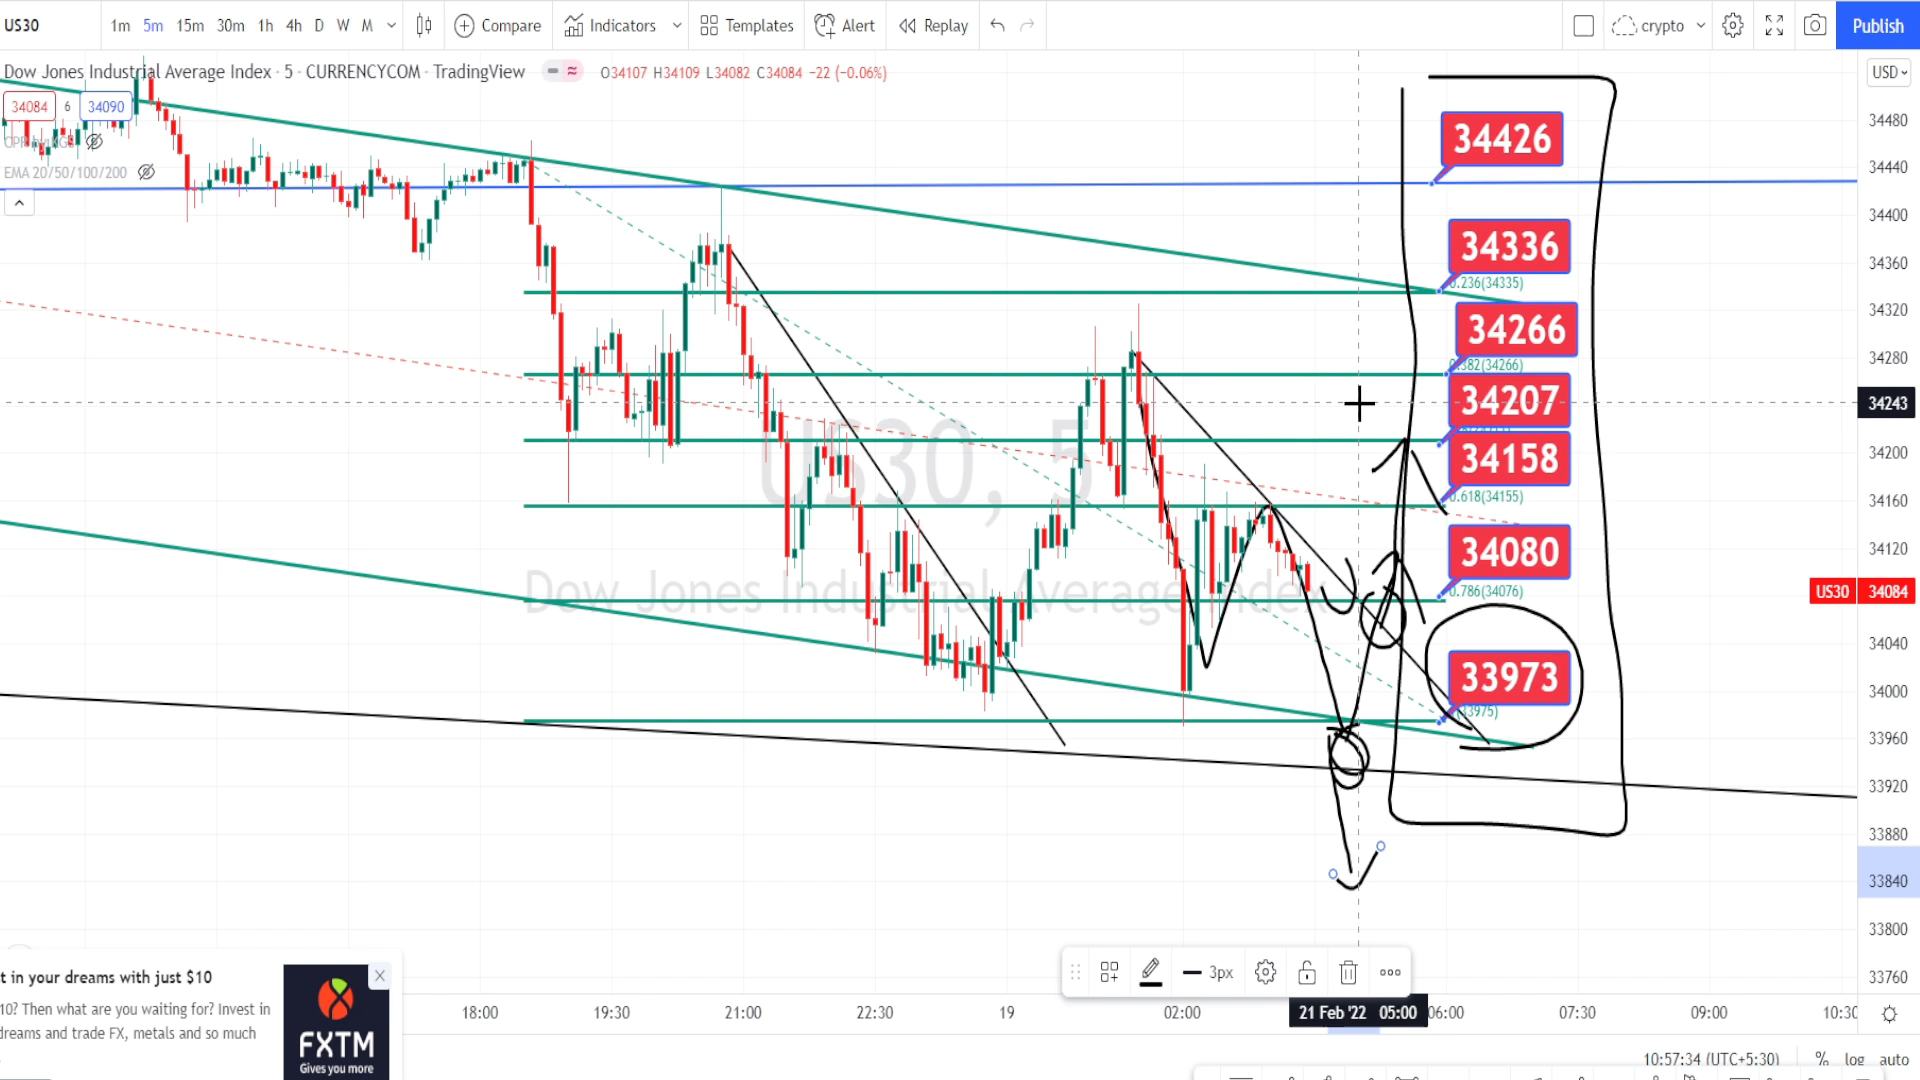 US30 1m 5m 15m 30m 1h 4h D W M Compare Indicators Templates Alert Replay crypto Publish
Dow Jones Industrial Average Index · 5 · CURRENCYCOM · TradingView O34107 H34109 L34082 C34084 −22 (−0.06%) USD
34084 6 34090
EMA 20/50/100/200
34426
34336
0.236(34335)
34266
0.382(34266)
34207
34158
0.618(34155)
34080
0.786(34076)
33973
(33975)
US30, 5
Dow Jones Industrial Average Index
34480
34440
34400
34360
34320
34280
34243
34200
34160
34120
US30 34084
34040
34000
33960
33920
33880
33840
33800
33760
t in your dreams with just $10
10? Then what are you waiting for? Invest in
dreams and trade FX, metals and so much
FXTM
Gives you more
3px
18:00 19:30 21:00 22:30 19 02:00 21 Feb '22 05:00 06:00 07:30 09:00 10:30
10:57:34 (UTC+5:30) % log auto